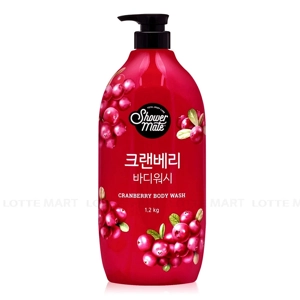 Shower
Mate
크랜베리
바디워시
CRANBERRY BODY WASH
1.2 kg
LOTTE MART
LOTTE MART